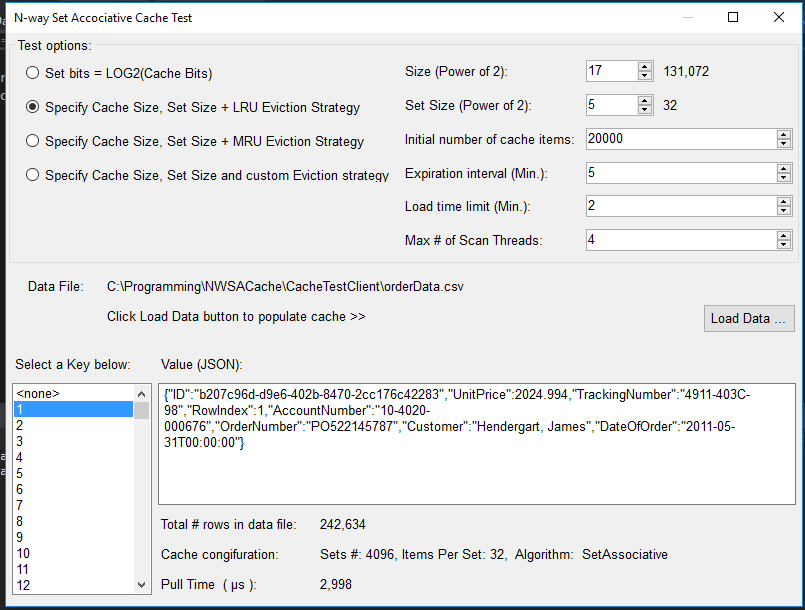 N-way Set Accociative Cache Test
Test options:
Set bits = LOG2(Cache Bits)
Specify Cache Size, Set Size + LRU Eviction Strategy
Specify Cache Size, Set Size + MRU Eviction Strategy
Specify Cache Size, Set Size and custom Eviction strategy
Size (Power of 2): 17 131,072
Set Size (Power of 2): 5 32
Initial number of cache items: 20000
Expiration interval (Min.): 5
Load time limit (Min.): 2
Max # of Scan Threads: 4
Data File: C:\Programming\NWSACache\CacheTestClient\orderData.csv
Click Load Data button to populate cache >>
Load Data ...
Select a Key below:
<none>
1
2
3
4
5
6
7
8
9
10
11
12
Value (JSON):
{"ID":"b207c96d-d9e6-402b-8470-2cc176c42283","UnitPrice":2024.994,"TrackingNumber":"4911-403C-
98","RowIndex":1,"AccountNumber":"10-4020-
000676","OrderNumber":"PO522145787","Customer":"Hendergart, James","DateOfOrder":"2011-05-
31T00:00:00"}
Total # rows in data file: 242,634
Cache congifuration: Sets #: 4096, Items Per Set: 32, Algorithm: SetAssociative
Pull Time ( µs ): 2,998